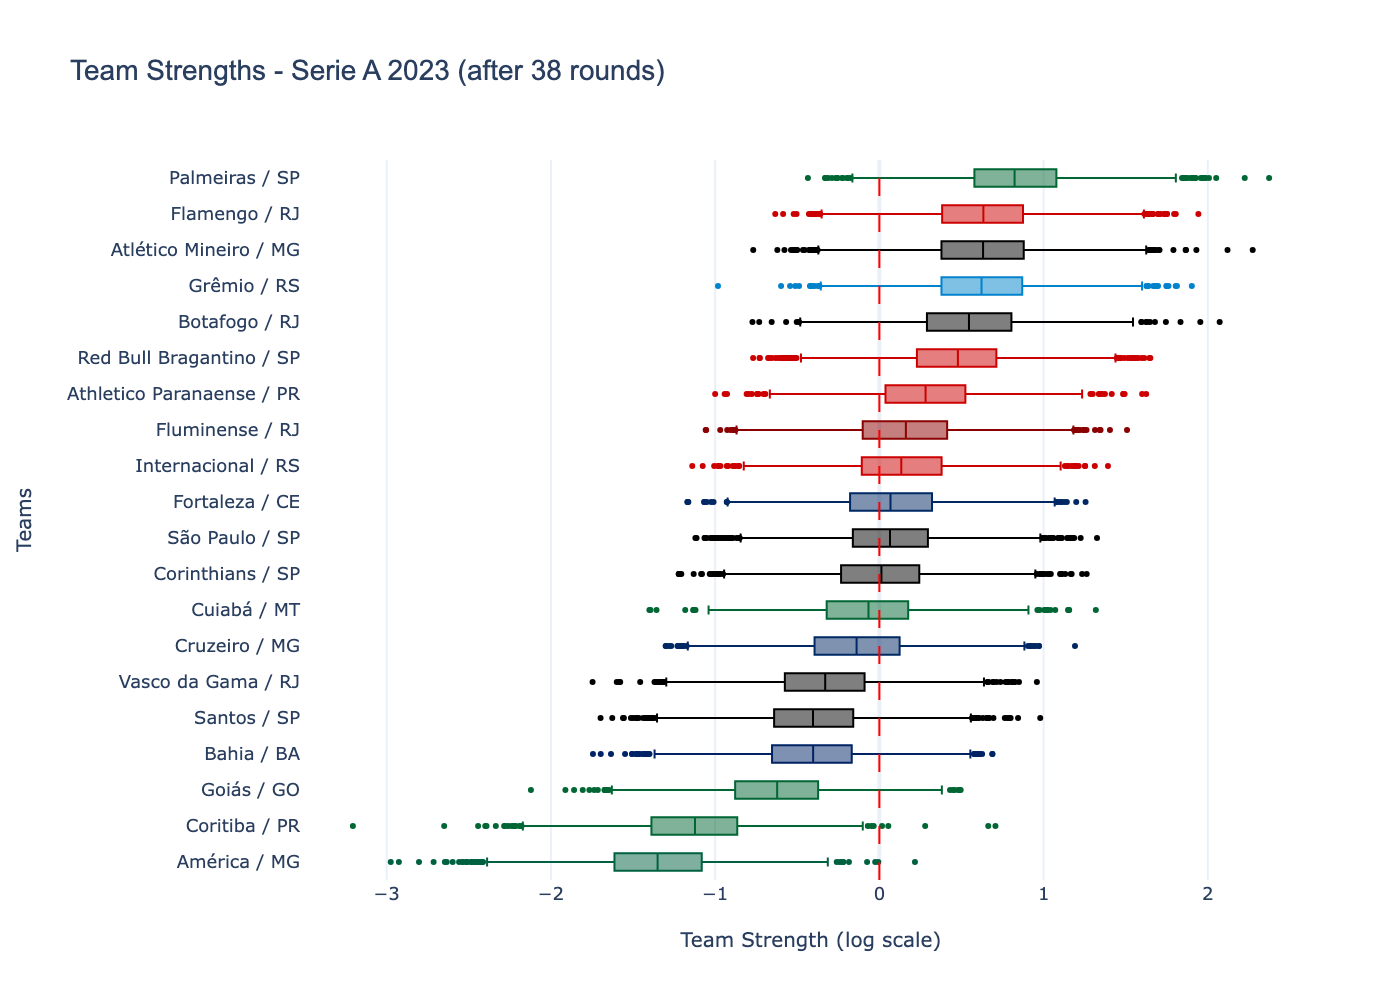 Team Strengths - Serie A 2023 (after 38 rounds)
Palmeiras / SP
Flamengo / RJ
Atlético Mineiro / MG
Grêmio / RS
Botafogo / RJ
Red Bull Bragantino / SP
Athletico Paranaense / PR
Fluminense / RJ
Internacional / RS
Fortaleza / CE
São Paulo / SP
Corinthians / SP
Cuiabá / MT
Cruzeiro / MG
Vasco da Gama / RJ
Santos / SP
Bahia / BA
Goiás / GO
Coritiba / PR
América / MG
Teams
−3 −2 −1 0 1 2
Team Strength (log scale)